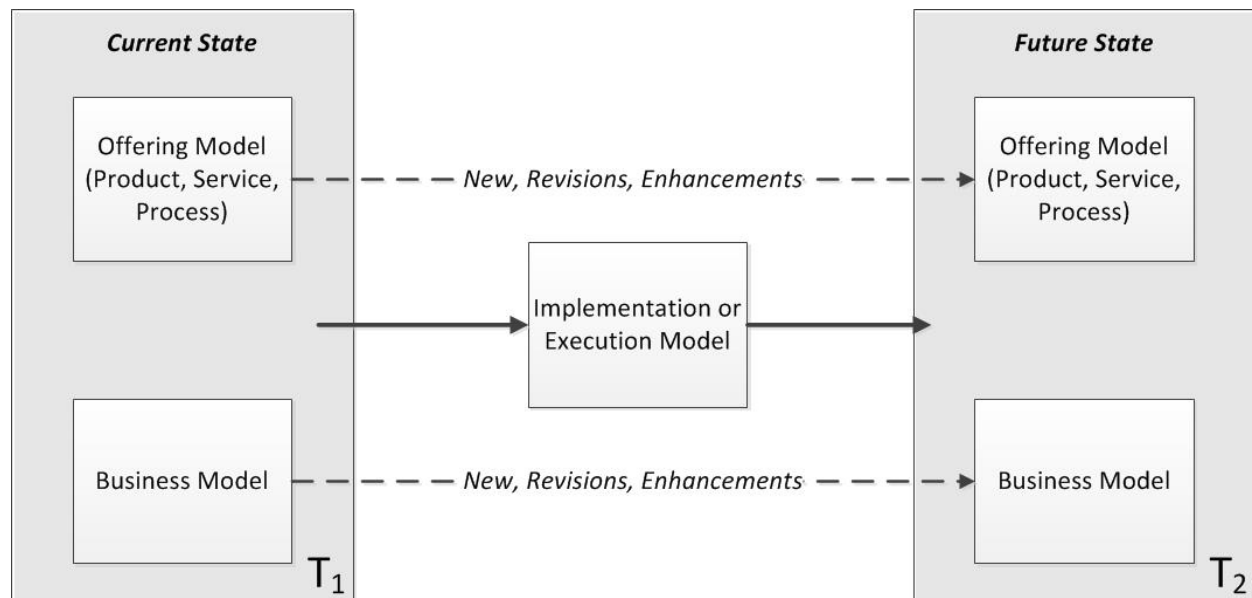 Current State
Offering Model
(Product, Service,
Process)
Business Model
T₁
New, Revisions, Enhancements
Implementation or
Execution Model
New, Revisions, Enhancements
Future State
Offering Model
(Product, Service,
Process)
Business Model
T₂